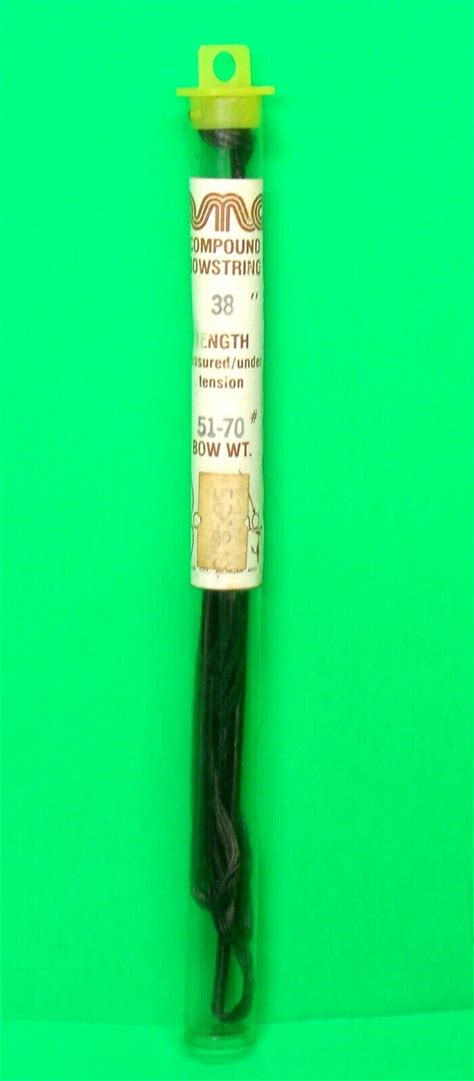 COMPOUND
OWSTRING
38 "
ENGTH
asured/under
tension
51-70 #
BOW WT.